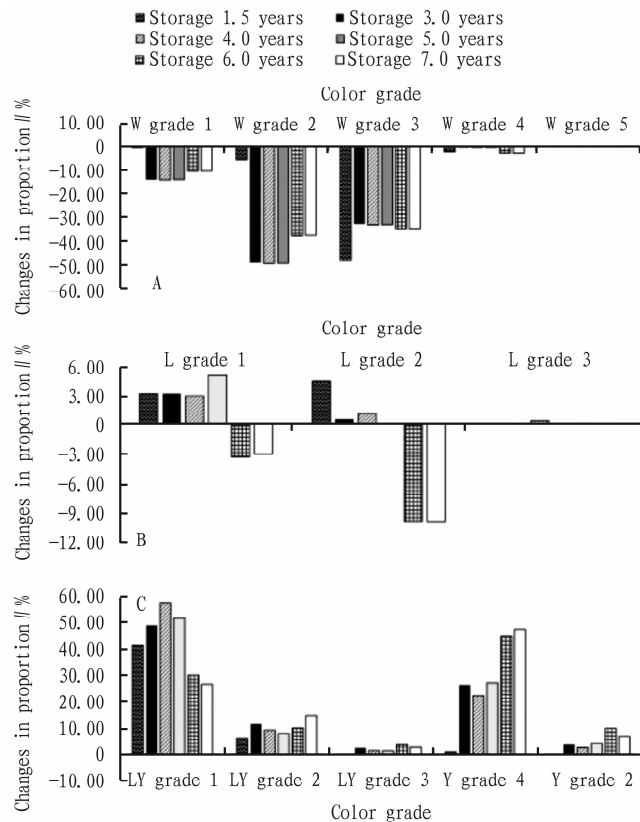 Storage 1.5 years Storage 3.0 years
Storage 4.0 years Storage 5.0 years
Storage 6.0 years Storage 7.0 years
Color grade
W grade 1 W grade 2 W grade 3 W grade 4 W grade 5
10.00
0
-10.00
-20.00
-30.00
-40.00
-50.00
-60.00
Changes in proportion∥%
A
Color grade
L grade 1 L grade 2 L grade 3
6.00
3.00
0
-3.00
-6.00
-9.00
-12.00
Changes in proportion∥%
B
60.00
50.00
40.00
30.00
20.00
10.00
0
-10.00
Changes in proportion∥%
C
LY grade 1 LY grade 2 LY grade 3 Y grade 4 Y grade 2
Color grade